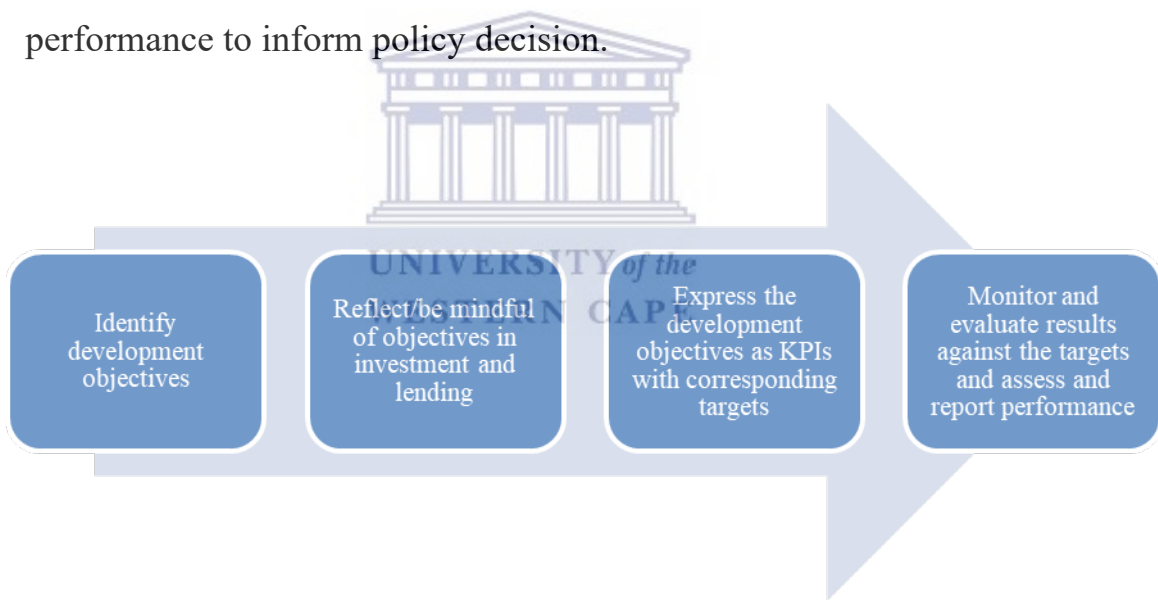 performance to inform policy decision.
UNIVERSITY of the
WESTERN CAPE
Identify
development
objectives
Reflect/be mindful
of objectives in
investment and
lending
Express the
development
objectives as KPIs
with corresponding
targets
Monitor and
evaluate results
against the targets
and assess and
report performance